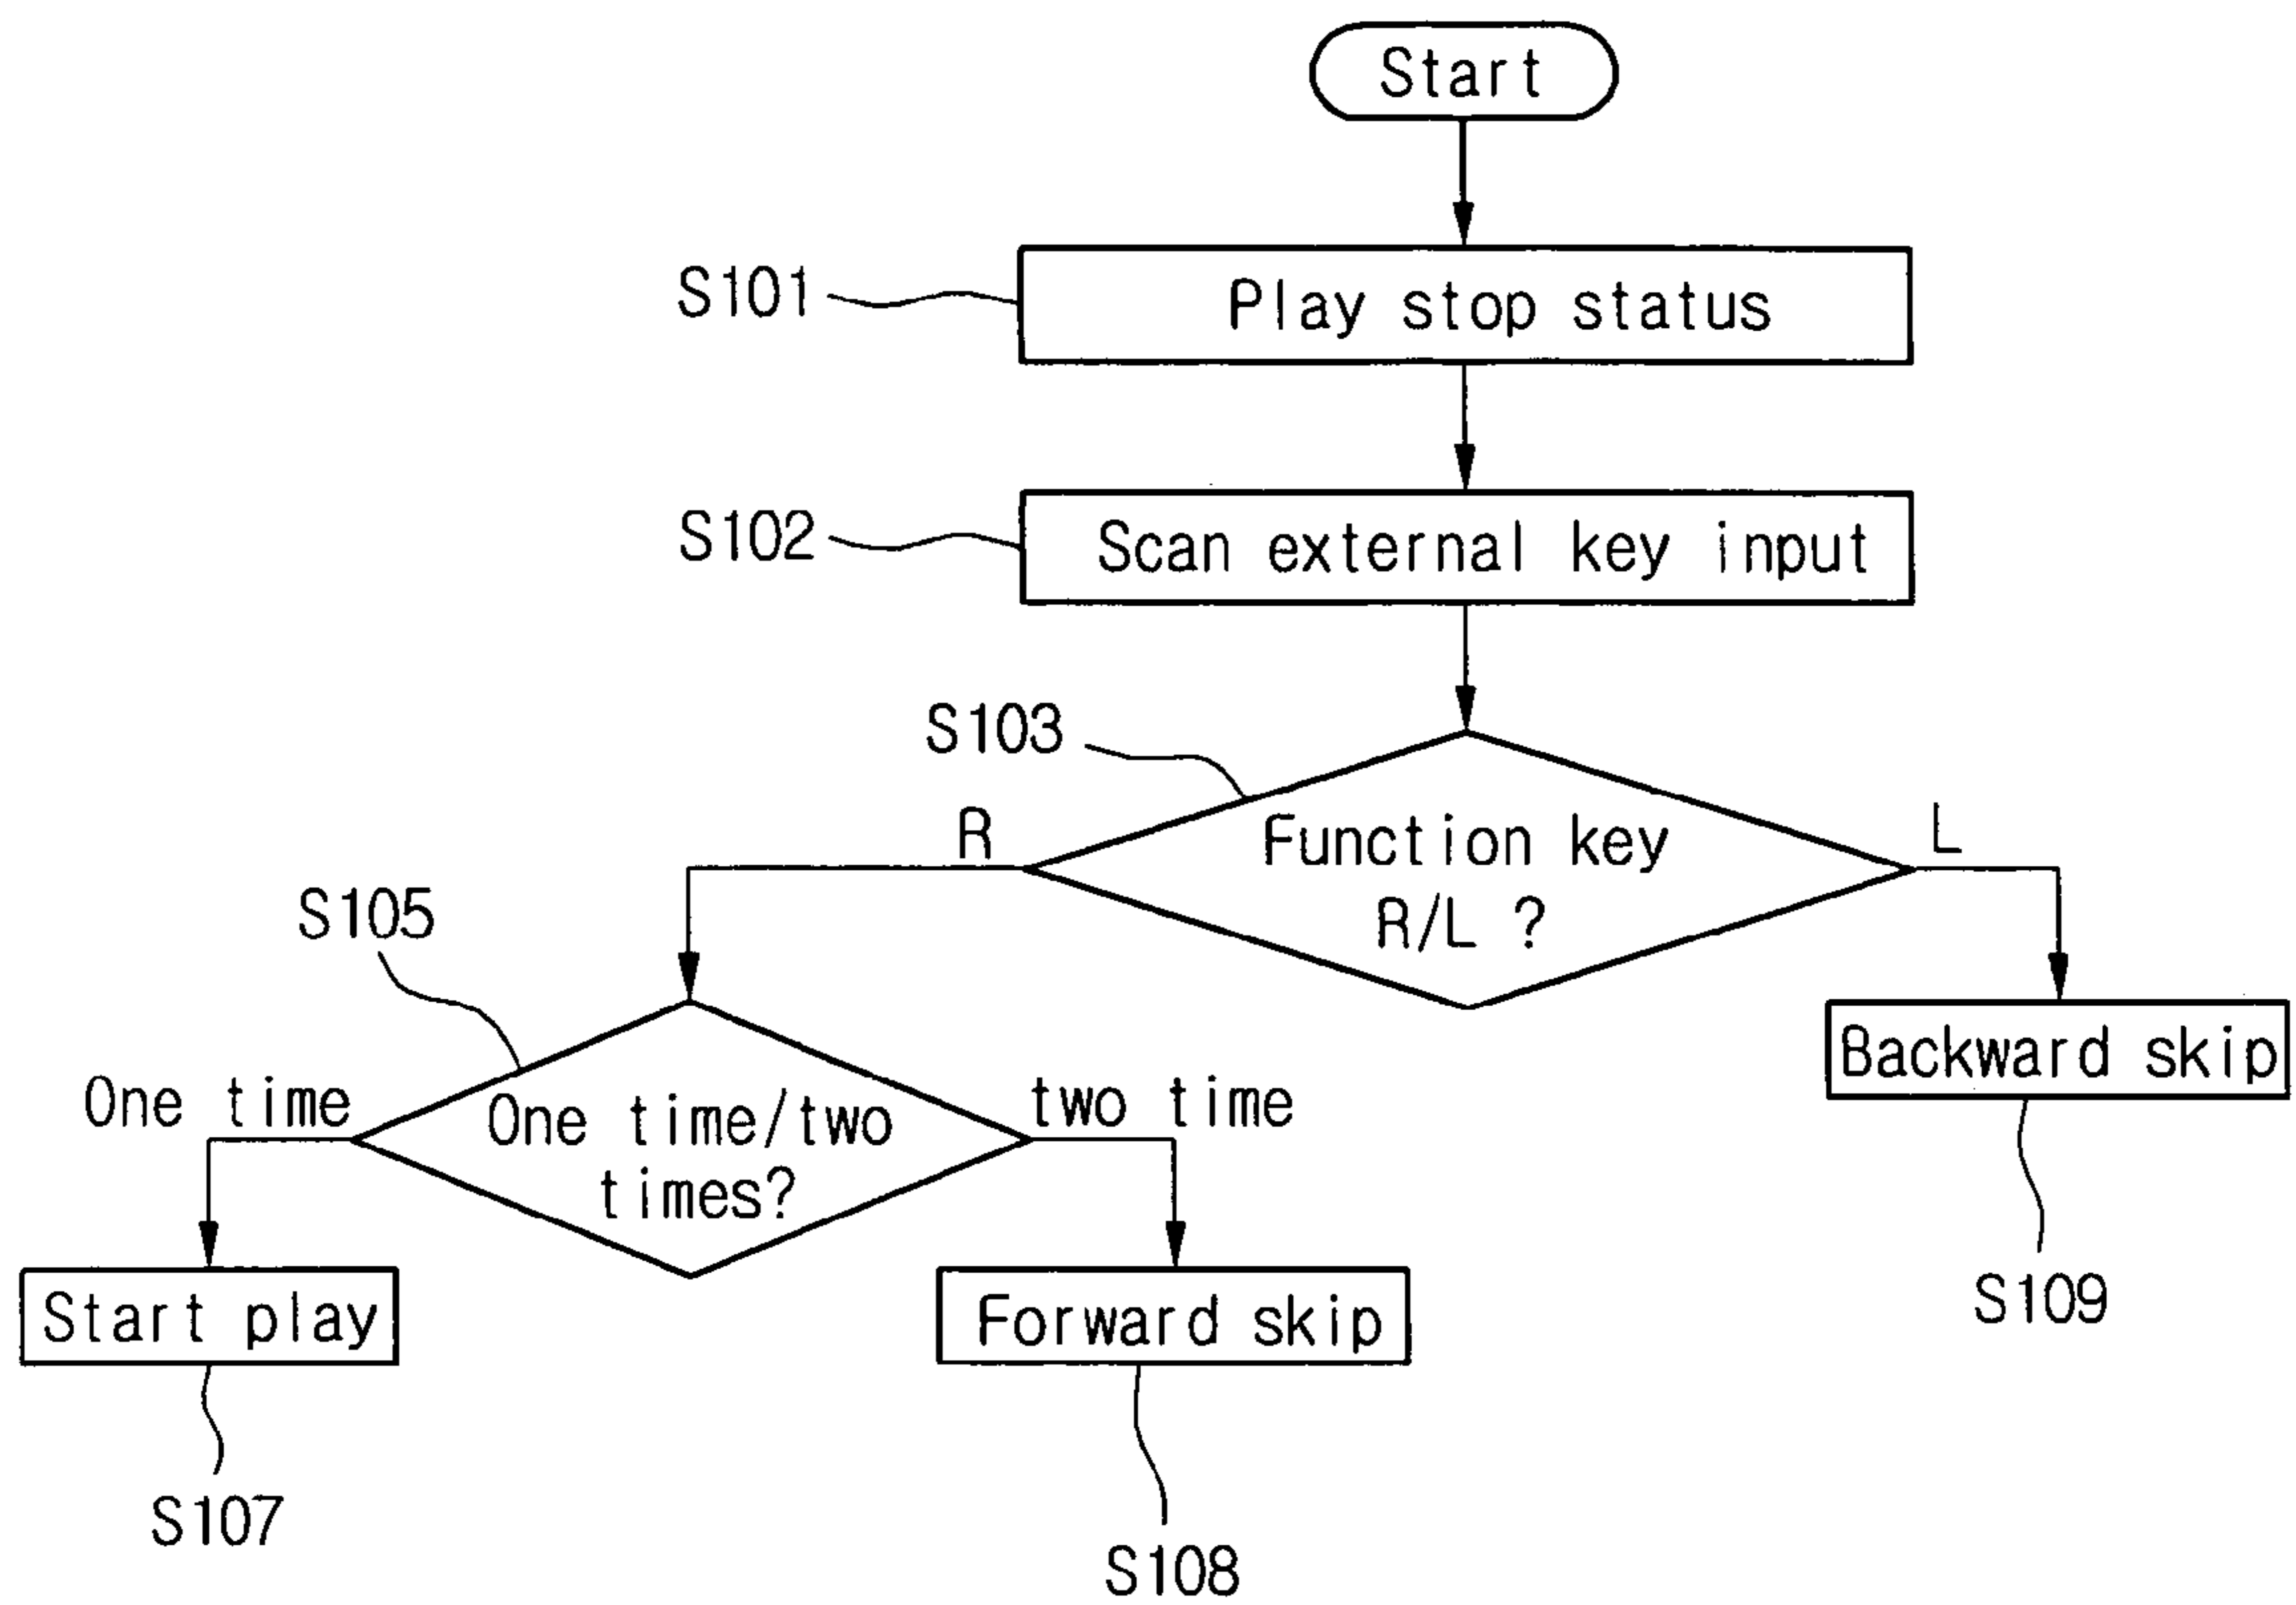 Start
S101
Play stop status
S102
Scan external key input
S103
R
Function key
R/L ?
L
S105
One time
One time/two
times?
two time
Backward skip
Start play
Forward skip
S109
S107
S108